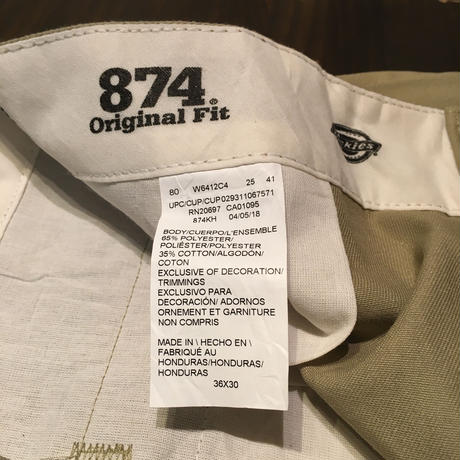 874®
Original Fit
Dickies
80 W6412C4 25 41
UPC/CUP/CUP029311067571
RN20697 CA01095
874KH 04/05/18
BODY/CUERPO/L'ENSEMBLE
65% POLYESTER/
POLIÉSTER/POLYESTER
35% COTTON/ALGODÓN/
COTON
EXCLUSIVE OF DECORATION/
TRIMMINGS
EXCLUSIVO PARA
DECORACIÓN/ ADORNOS
ORNEMENT ET GARNITURE
NON COMPRIS
MADE IN \ HECHO EN \
FABRIQUÉ AU
HONDURAS/HONDURAS/
HONDURAS
36X30